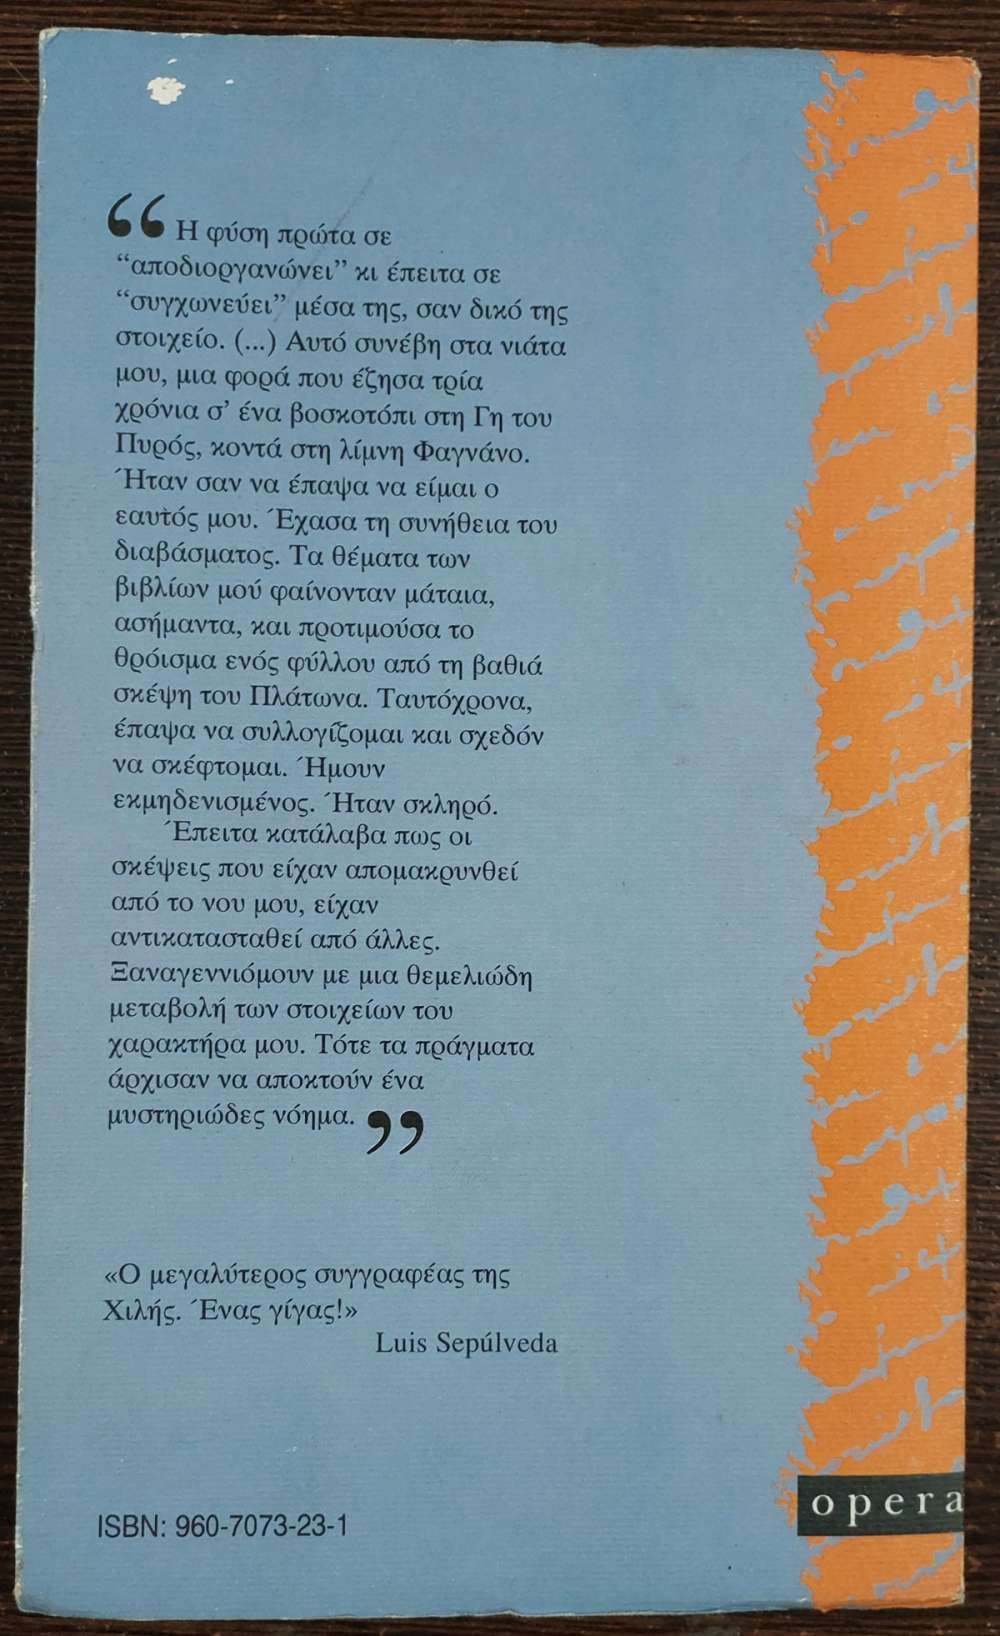 “ Η φύση πρώτα σε
“αποδιοργανώνει” κι έπειτα σε
“συγχωνεύει” μέσα της, σαν δικό της
στοιχείο. (...) Αυτό συνέβη στα νιάτα
μου, μια φορά που έζησα τρία
χρόνια σ’ ένα βοσκοτόπι στη Γη του
Πυρός, κοντά στη λίμνη Φαγνάνο.
Ήταν σαν να έπαψα να είμαι ο
εαυτός μου. Έχασα τη συνήθεια του
διαβάσματος. Τα θέματα των
βιβλίων μού φαίνονταν μάταια,
ασήμαντα, και προτιμούσα το
θρόισμα ενός φύλλου από τη βαθιά
σκέψη του Πλάτωνα. Ταυτόχρονα,
έπαψα να συλλογίζομαι και σχεδόν
να σκέφτομαι. Ήμουν
εκμηδενισμένος. Ήταν σκληρό.
Έπειτα κατάλαβα πως οι
σκέψεις που είχαν απομακρυνθεί
από το νου μου, είχαν
αντικατασταθεί από άλλες.
Ξαναγεννιόμουν με μια θεμελιώδη
μεταβολή των στοιχείων του
χαρακτήρα μου. Τότε τα πράγματα
άρχισαν να αποκτούν ένα
μυστηριώδες νόημα. ”
«Ο μεγαλύτερος συγγραφέας της
Χιλής. Ένας γίγας!»
Luis Sepúlveda
ISBN: 960-7073-23-1
opera